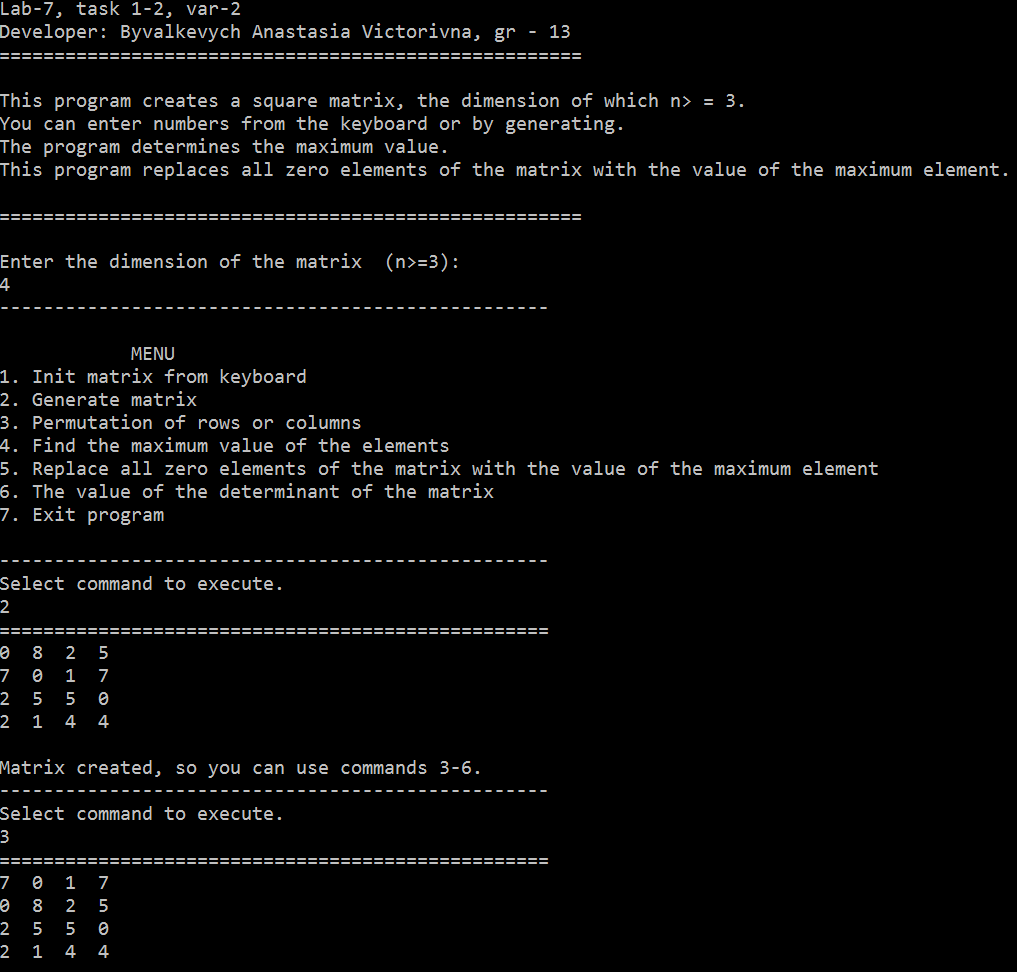 Lab-7, task 1-2, var-2
Developer: Byvalkevych Anastasia Victorivna, gr - 13
=====================================================

This program creates a square matrix, the dimension of which n> = 3.
You can enter numbers from the keyboard or by generating.
The program determines the maximum value.
This program replaces all zero elements of the matrix with the value of the maximum element.

=====================================================

Enter the dimension of the matrix  (n>=3):
4
--------------------------------------------------

            MENU
1. Init matrix from keyboard
2. Generate matrix
3. Permutation of rows or columns
4. Find the maximum value of the elements
5. Replace all zero elements of the matrix with the value of the maximum element
6. The value of the determinant of the matrix
7. Exit program

--------------------------------------------------
Select command to execute.
2
==================================================
0  8  2  5
7  0  1  7
2  5  5  0
2  1  4  4

Matrix created, so you can use commands 3-6.
--------------------------------------------------
Select command to execute.
3
==================================================
7  0  1  7
0  8  2  5
2  5  5  0
2  1  4  4